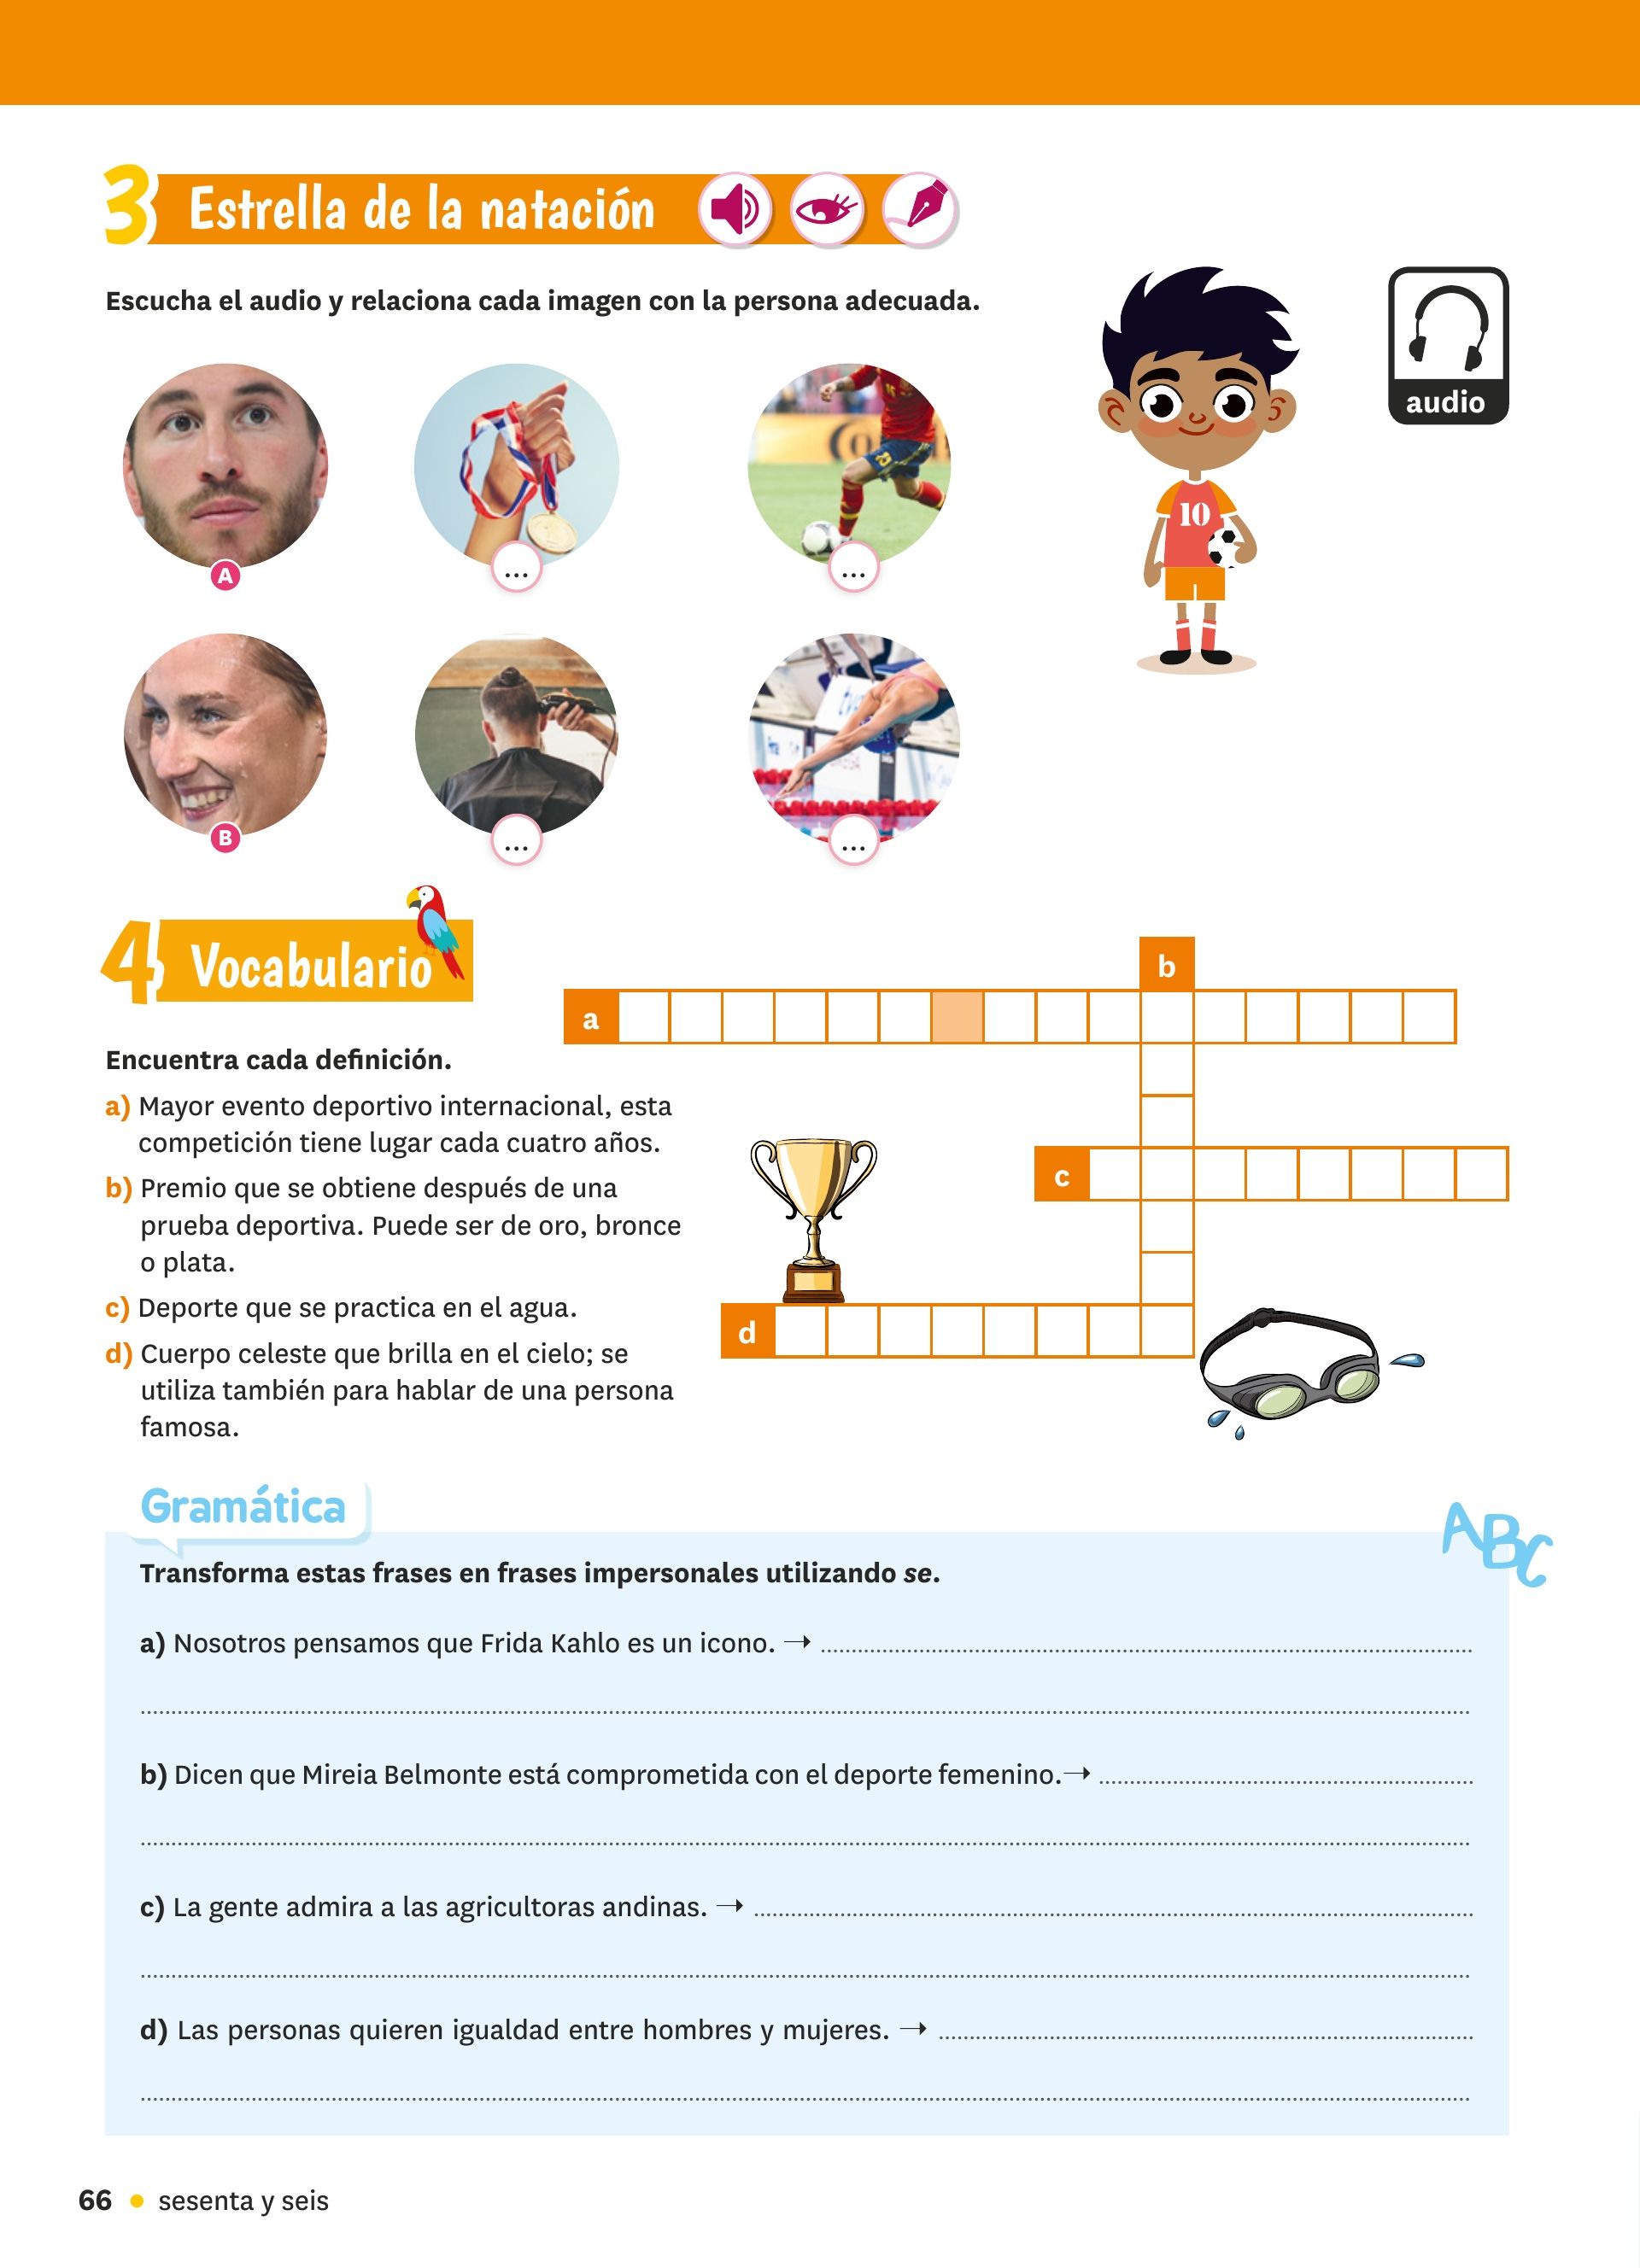 3 Estrella de la natación
Escucha el audio y relaciona cada imagen con la persona adecuada.
audio
10
A
...
...
B
...
...
4 Vocabulario
b
a
Encuentra cada definición.
a) Mayor evento deportivo internacional, esta
competición tiene lugar cada cuatro años.
b) Premio que se obtiene después de una
prueba deportiva. Puede ser de oro, bronce
o plata.
c
c) Deporte que se practica en el agua.
d
d) Cuerpo celeste que brilla en el cielo; se
utiliza también para hablar de una persona
famosa.
Gramática
ABC
Transforma estas frases en frases impersonales utilizando se.
a) Nosotros pensamos que Frida Kahlo es un icono. →
b) Dicen que Mireia Belmonte está comprometida con el deporte femenino.→
c) La gente admira a las agricultoras andinas. →
d) Las personas quieren igualdad entre hombres y mujeres. →
66 • sesenta y seis